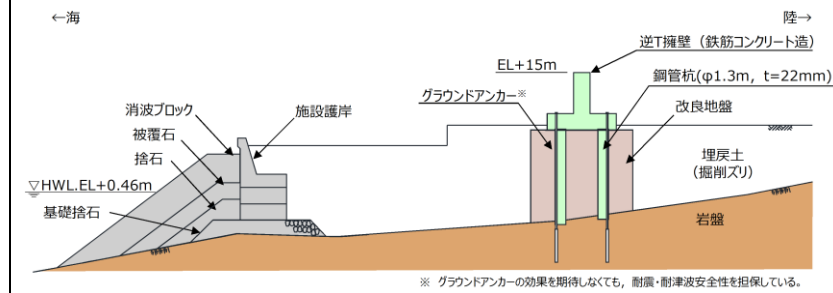 ←海
陸→
逆T擁壁（鉄筋コンクリート造）
EL+15m
鋼管杭(φ1.3m，t=22mm)
グラウンドアンカー※
改良地盤
消波ブロック
施設護岸
被覆石
捨石
埋戻土
(掘削ズリ)
▽HWL.EL+0.46m
基礎捨石
岩盤
※ グラウンドアンカーの効果を期待しなくても，耐震・耐津波安全性を担保している。